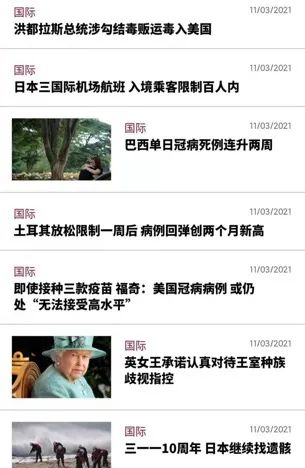 国际 11/03/2021
洪都拉斯总统涉勾结毒贩运毒入美国
国际 11/03/2021
日本三国际机场航班 入境乘客限制百人内
国际 11/03/2021
巴西单日冠病死例连升两周
国际 11/03/2021
土耳其放松限制一周后 病例回弹创两个月新高
国际 11/03/2021
即使接种三款疫苗 福奇：美国冠病病例 或仍
处“无法接受高水平”
国际 11/03/2021
英女王承诺认真对待王室种族
歧视指控
国际 11/03/2021
三一一10周年 日本继续找遗骸